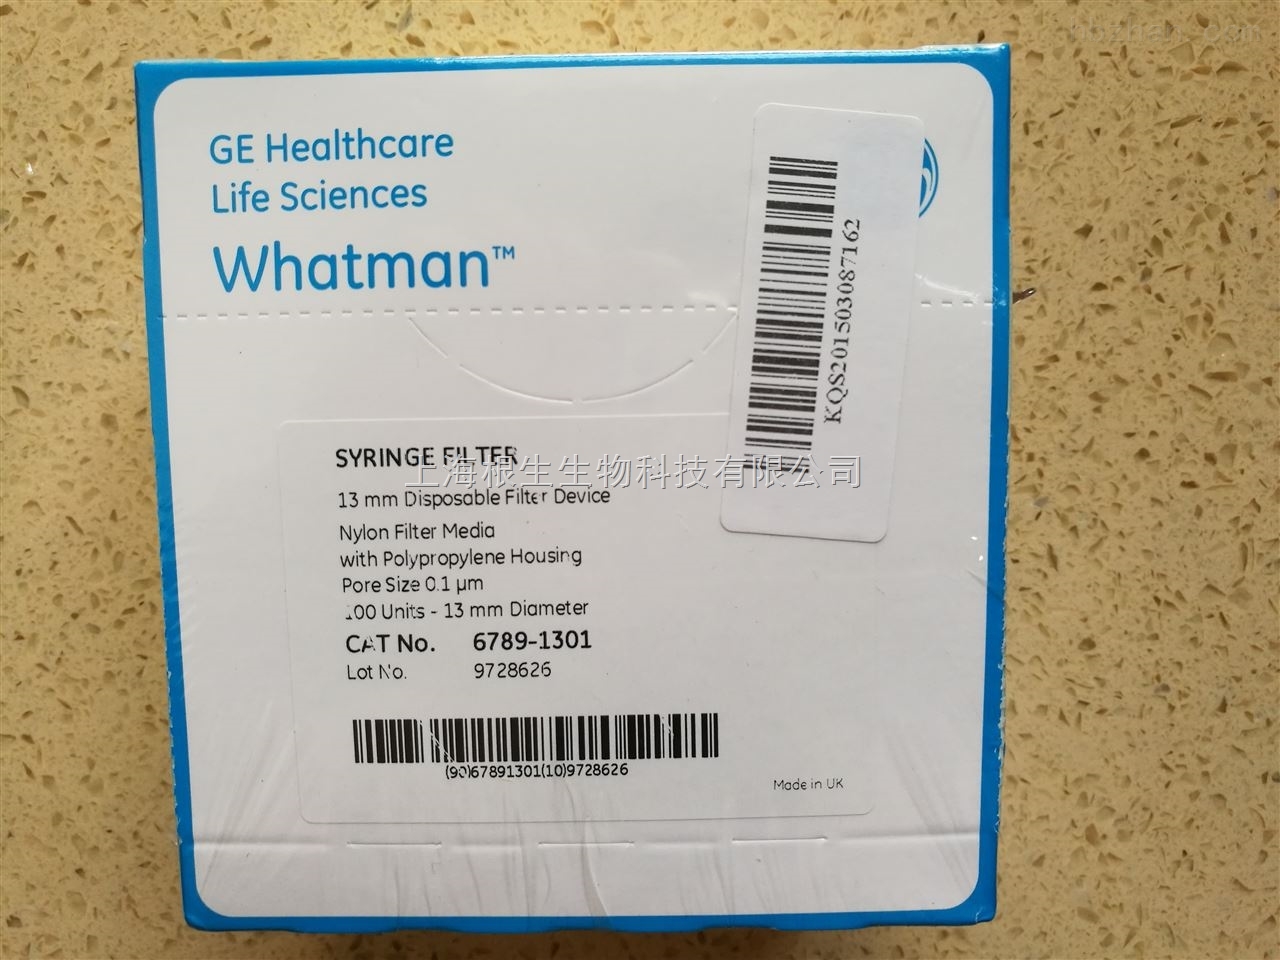 GE Healthcare
Life Sciences
Whatman™
KQS201503087162
SYRINGE FILTER
上海根生生物科技有限公司
13 mm Disposable Filter Device
Nylon Filter Media
with Polypropylene Housing
Pore Size 0.1 µm
100 Units - 13 mm Diameter
CAT No. 6789-1301
Lot No. 9728626
(90)67891301(10)9728626
Made in UK